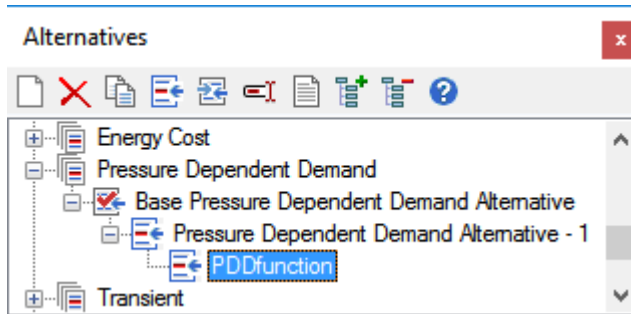 Alternatives
x
?
Energy Cost
Pressure Dependent Demand
Base Pressure Dependent Demand Alternative
Pressure Dependent Demand Alternative - 1
PDDfunction
Transient